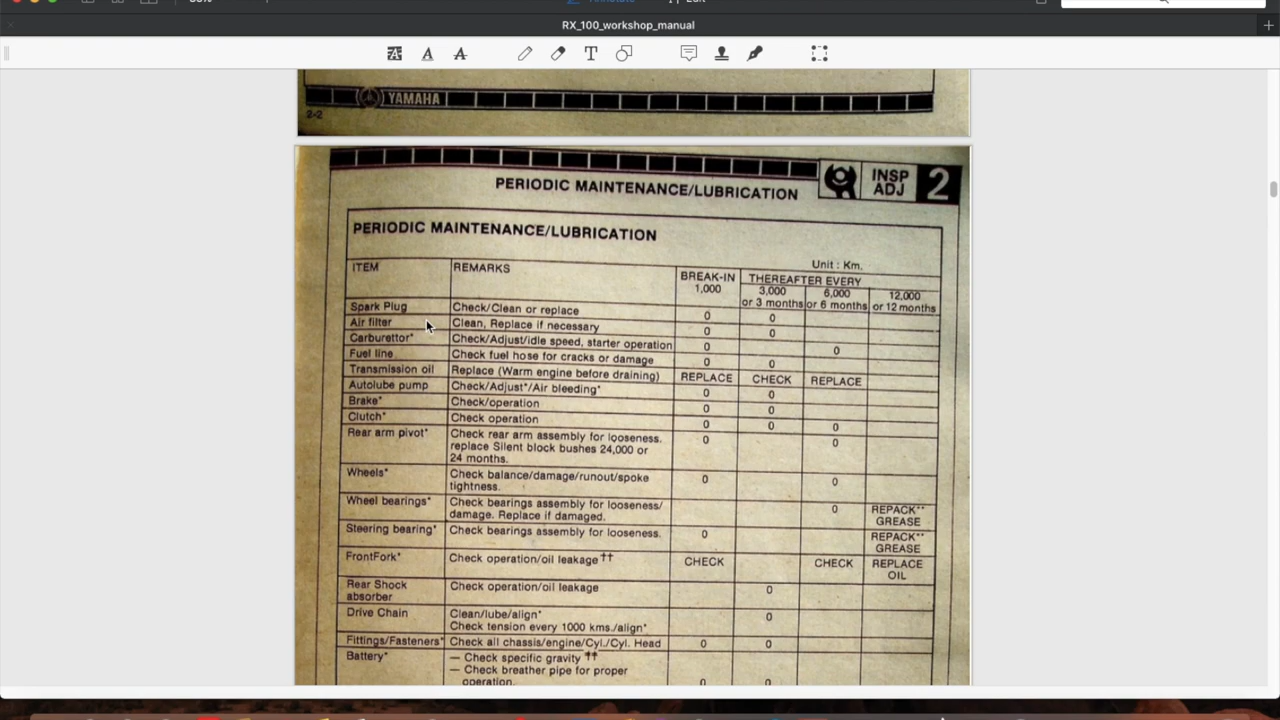 RX_100_workshop_manual
YAMAHA
2-2
PERIODIC MAINTENANCE/LUBRICATION
INSP
ADJ
2
PERIODIC MAINTENANCE/LUBRICATION
Unit : Km.
ITEM REMARKS BREAK-IN THEREAFTER EVERY
1,000 3,000 6,000 12,000
or 3 months or 6 months or 12 months
Spark Plug Check/Clean or replace 0 0
Air filter Clean, Replace if necessary 0 0
Carburettor* Check/Adjust/idle speed, starter operation 0 0
Fuel line Check fuel hose for cracks or damage 0 0
Transmission oil Replace (Warm engine before draining) REPLACE CHECK REPLACE
Autolube pump Check/Adjust*/Air bleeding* 0 0
Brake* Check/operation 0 0
Clutch* Check operation 0 0 0
Rear arm pivot* Check rear arm assembly for looseness. 0 0
replace Silent block bushes 24,000 or
24 months.
Wheels* Check balance/damage/runout/spoke 0 0
tightness.
Wheel bearings* Check bearings assembly for looseness/ 0 REPACK**
damage. Replace if damaged. GREASE
Steering bearing* Check bearings assembly for looseness. 0 REPACK**
GREASE
FrontFork* Check operation/oil leakage†† CHECK CHECK REPLACE
OIL
Rear Shock Check operation/oil leakage 0
absorber
Drive Chain Clean/lube/align* 0
Check tension every 1000 kms./align*
Fittings/Fasteners* Check all chassis/engine/Cyl./Cyl. Head 0 0
Battery* — Check specific gravity ††
— Check breather pipe for proper
operation. 0 0